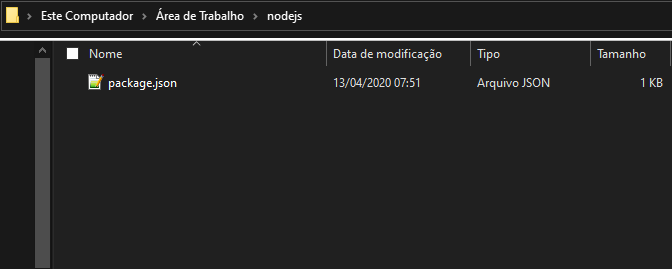 Este Computador > Área de Trabalho > nodejs
Nome Data de modificação Tipo Tamanho
package.json 13/04/2020 07:51 Arquivo JSON 1 KB